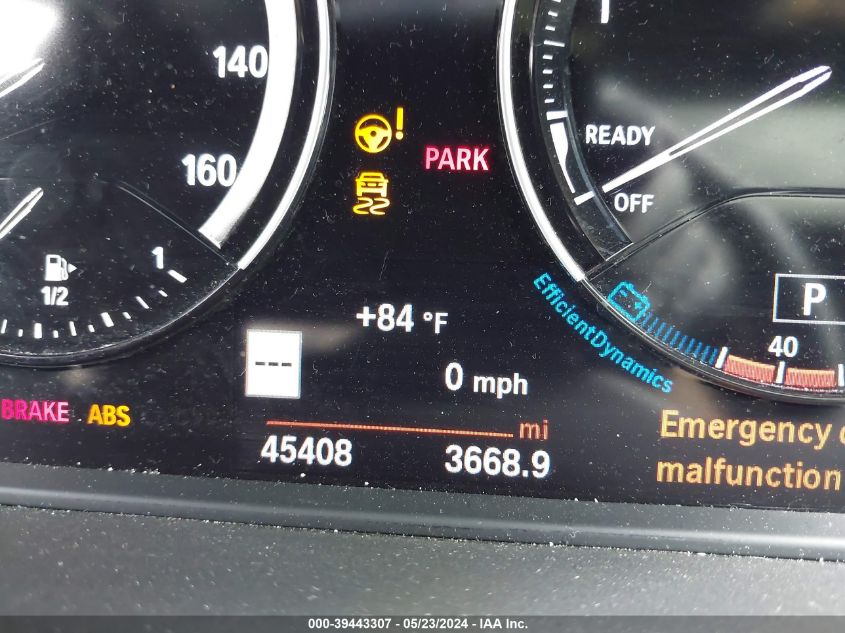 140
160
1
1/2
PARK
READY
OFF
P
+84 °F
---
0 mph
EfficientDynamics
40
BRAKE ABS
mi
45408 3668.9
Emergency
malfunction
000-39443307 - 05/23/2024 - IAA Inc.